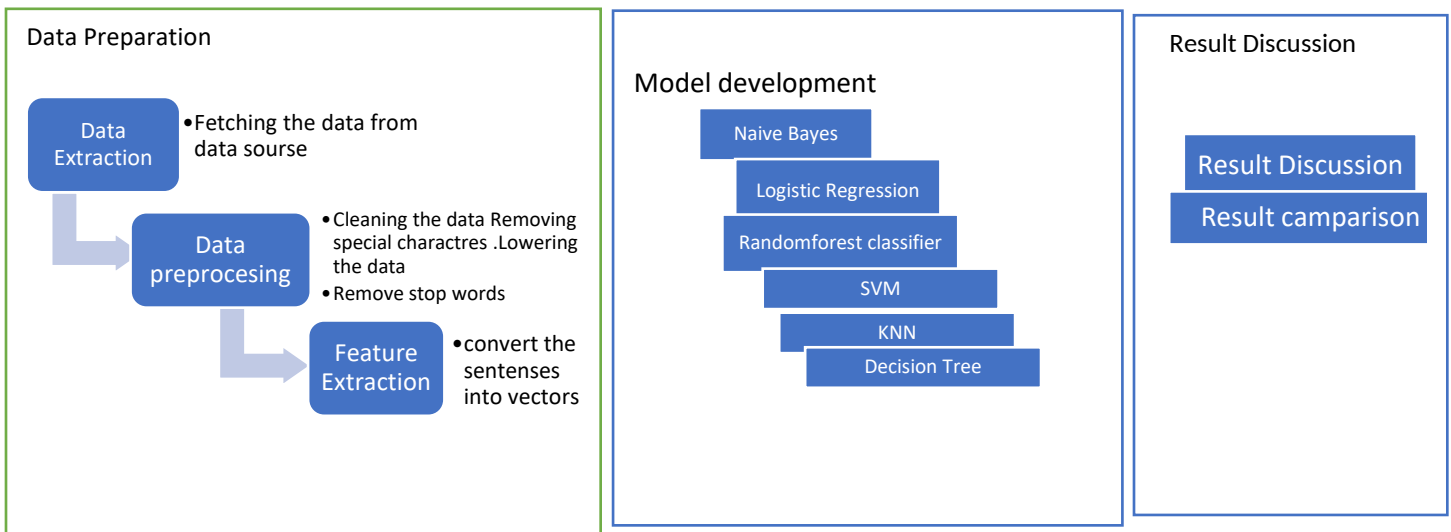 Data Preparation
Data
Extraction
•Fetching the data from
data sourse
Data
preprocesing
•Cleaning the data Removing
special charactres .Lowering
the data
•Remove stop words
Feature
Extraction
•convert the
sentenses
into vectors
Model development
Naive Bayes
Logistic Regression
Randomforest classifier
SVM
KNN
Decision Tree
Result Discussion
Result Discussion
Result camparison